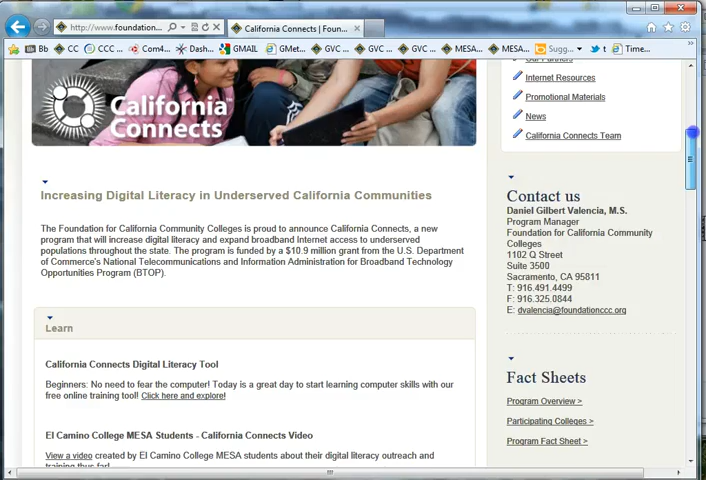 http://www.foundation...
California Connects | Foun...
Bb
CC
CCC ...
Com4...
Dash...
GMAIL
GMet...
GVC ...
GVC ...
GVC ...
MESA...
MESA...
Sugg...
t
Time...
California
Connects
Our Partners
Internet Resources
Promotional Materials
News
California Connects Team
Increasing Digital Literacy in Underserved California Communities
The Foundation for California Community Colleges is proud to announce California Connects, a new
program that will increase digital literacy and expand broadband Internet access to underserved
populations throughout the state. The program is funded by a $10.9 million grant from the U.S. Department
of Commerce's National Telecommunications and Information Administration for Broadband Technology
Opportunities Program (BTOP).
Learn
California Connects Digital Literacy Tool
Beginners: No need to fear the computer! Today is a great day to start learning computer skills with our
free online training tool! Click here and explore!
El Camino College MESA Students - California Connects Video
View a video created by El Camino College MESA students about their digital literacy outreach and
training thus far!
Contact us
Daniel Gilbert Valencia, M.S.
Program Manager
Foundation for California Community
Colleges
1102 Q Street
Suite 3500
Sacramento, CA 95811
T: 916.491.4499
F: 916.325.0844
E: dvalencia@foundationccc.org
Fact Sheets
Program Overview >
Participating Colleges >
Program Fact Sheet >